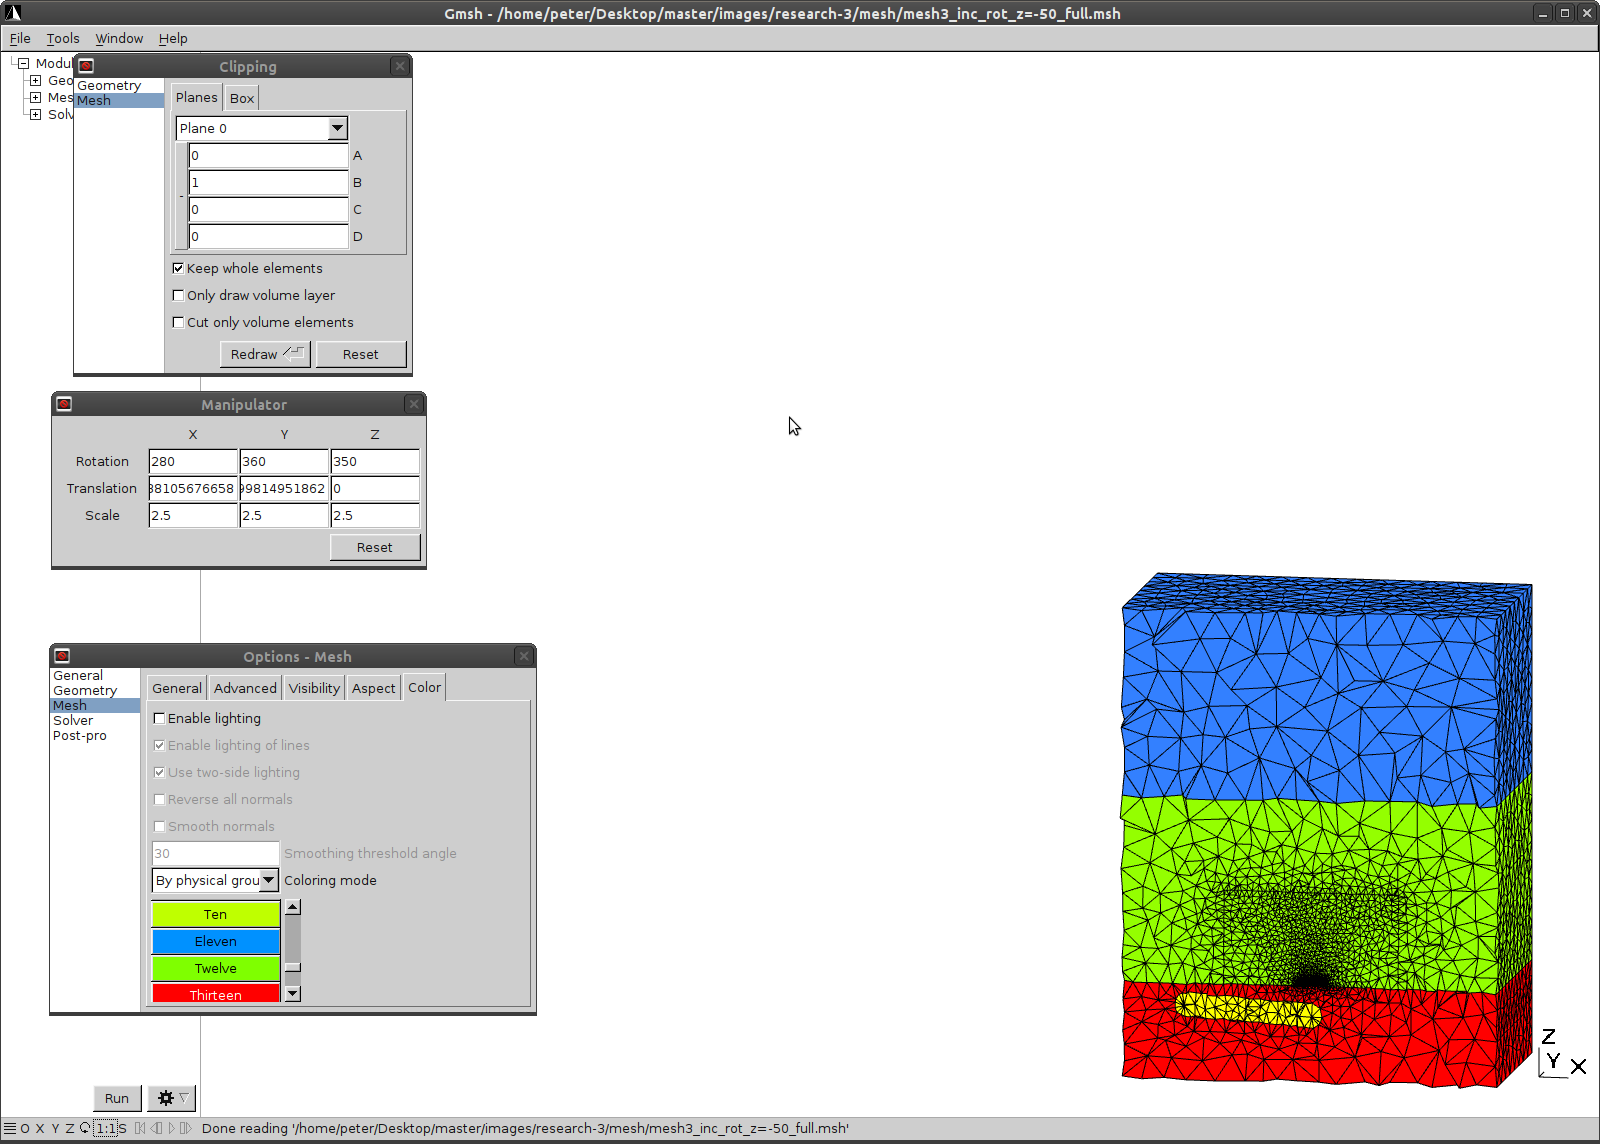 Gmsh - /home/peter/Desktop/master/images/research-3/mesh/mesh3_inc_rot_z=-50_full.msh
File Tools Window Help
Modu
Geo
Mes
Solv
Clipping
Geometry
Mesh
Planes Box
Plane 0
0 A
1 B
0 C
0 D
-
Keep whole elements
Only draw volume layer
Cut only volume elements
Redraw Reset
Manipulator
X Y Z
Rotation 280 360 350
Translation 38105676658 99814951862 0
Scale 2.5 2.5 2.5
Reset
Options - Mesh
General
Geometry
Mesh
Solver
Post-pro
General Advanced Visibility Aspect Color
Enable lighting
Enable lighting of lines
Use two-side lighting
Reverse all normals
Smooth normals
30 Smoothing threshold angle
By physical grou Coloring mode
Ten
Eleven
Twelve
Thirteen
Z
Y X
Run
O X Y Z 1:1 S Done reading '/home/peter/Desktop/master/images/research-3/mesh/mesh3_inc_rot_z=-50_full.msh'